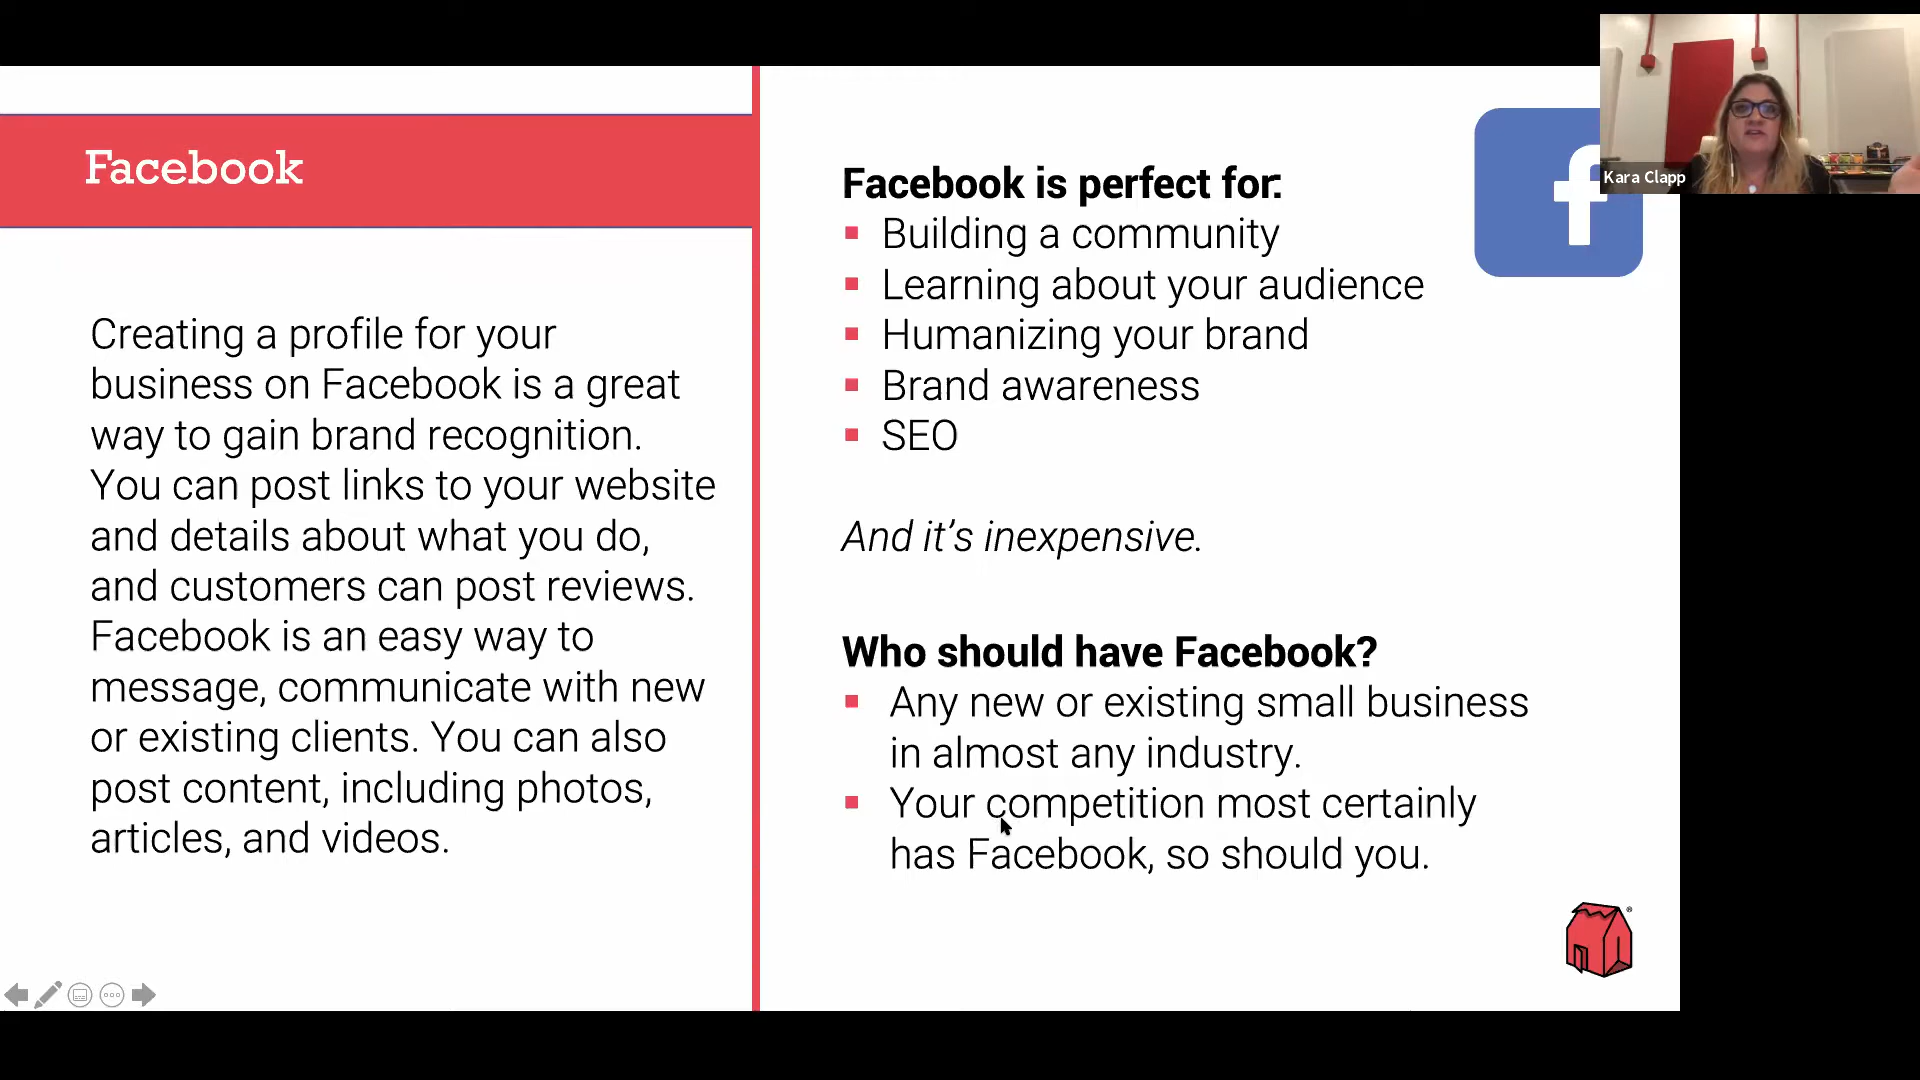 Facebook
Creating a profile for your
business on Facebook is a great
way to gain brand recognition.
You can post links to your website
and details about what you do,
and customers can post reviews.
Facebook is an easy way to
message, communicate with new
or existing clients. You can also
post content, including photos,
articles, and videos.
Facebook is perfect for:
Building a community
Learning about your audience
Humanizing your brand
Brand awareness
SEO
And it's inexpensive.
Who should have Facebook?
Any new or existing small business
in almost any industry.
Your competition most certainly
has Facebook, so should you.
f
Kara Clapp
®